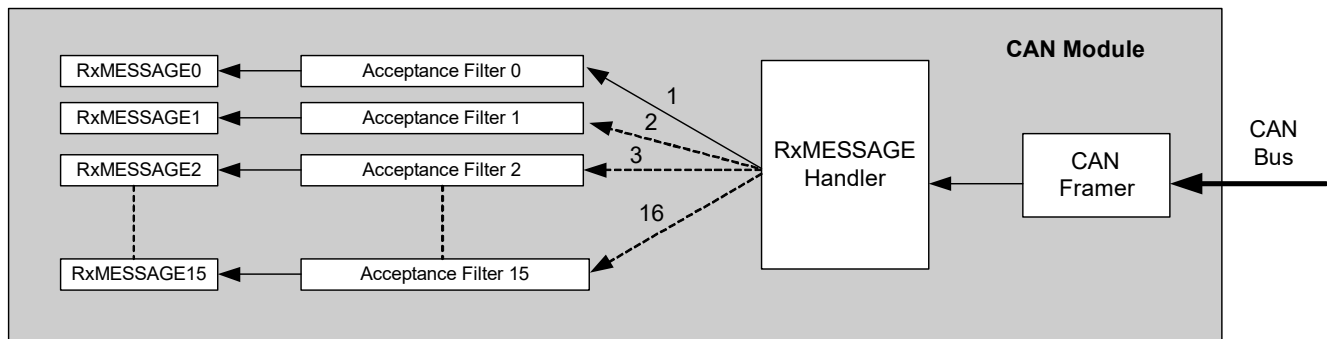 CAN Module
RxMESSAGE0
Acceptance Filter 0
1
RxMESSAGE1
Acceptance Filter 1
2
RxMESSAGE2
Acceptance Filter 2
3
RxMESSAGE15
Acceptance Filter 15
16
RxMESSAGE
Handler
CAN
Framer
CAN
Bus